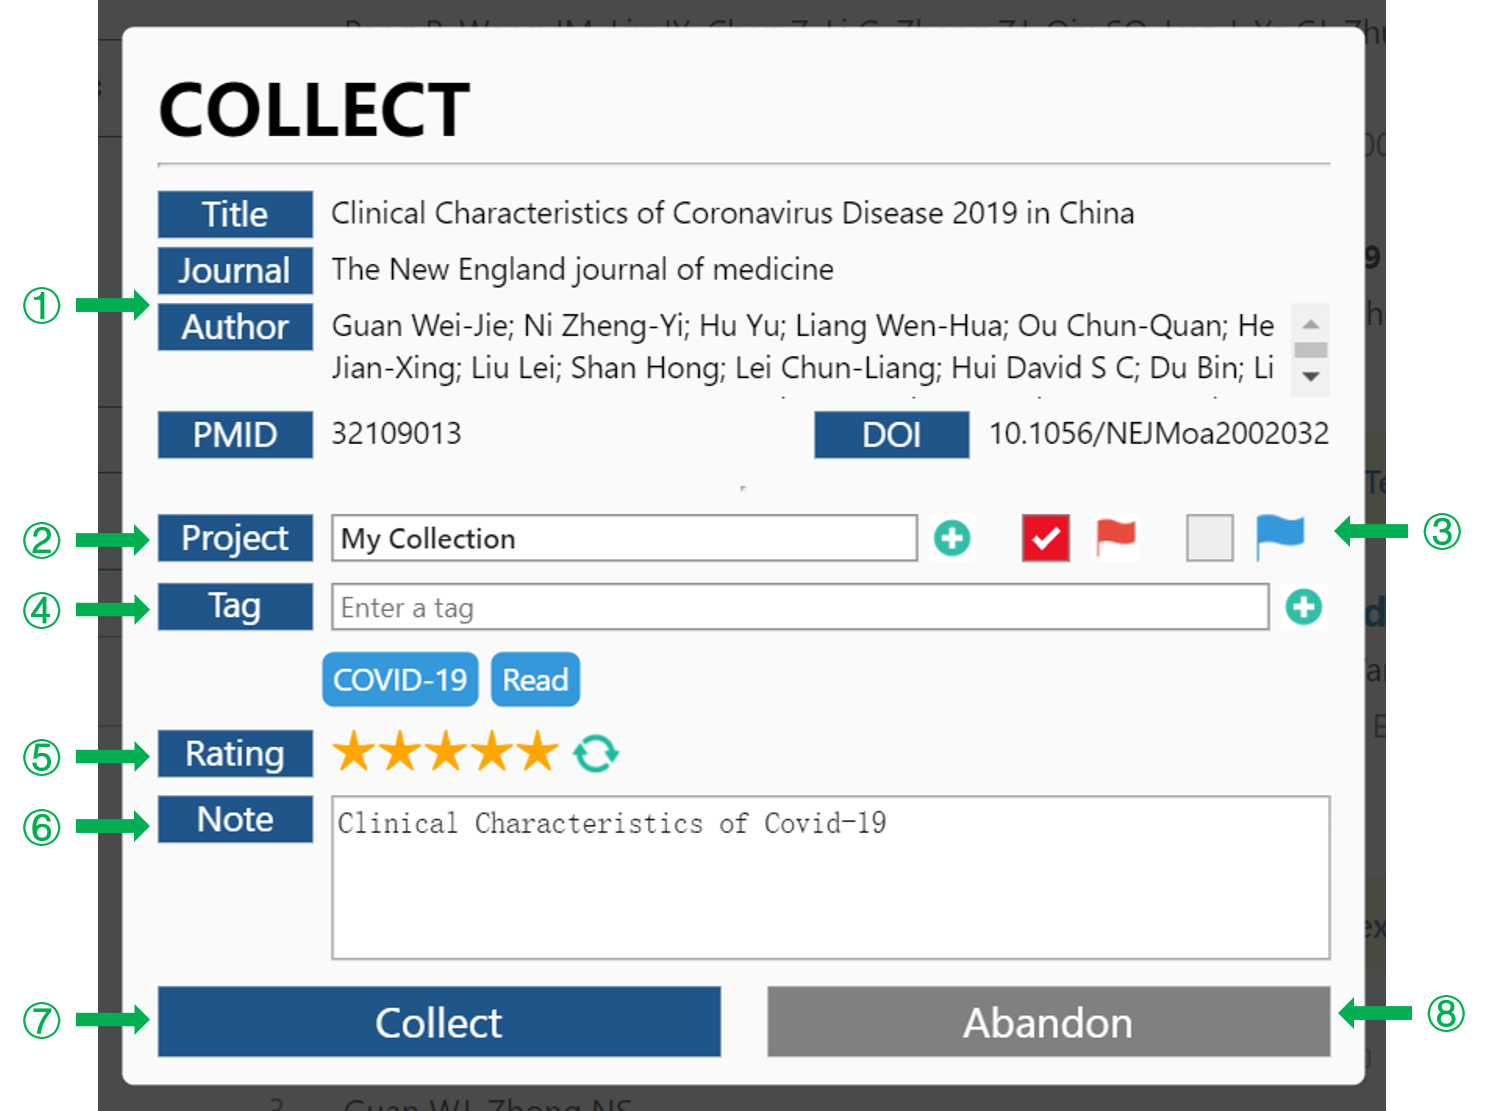 COLLECT
Title Clinical Characteristics of Coronavirus Disease 2019 in China
Journal The New England journal of medicine
①
Author Guan Wei-Jie; Ni Zheng-Yi; Hu Yu; Liang Wen-Hua; Ou Chun-Quan; He
Jian-Xing; Liu Lei; Shan Hong; Lei Chun-Liang; Hui David S C; Du Bin; Li
PMID 32109013 DOI 10.1056/NEJMoa2002032
② Project My Collection ③
④ Tag Enter a tag
COVID-19 Read
⑤ Rating
⑥ Note Clinical Characteristics of Covid-19
⑦ Collect Abandon ⑧